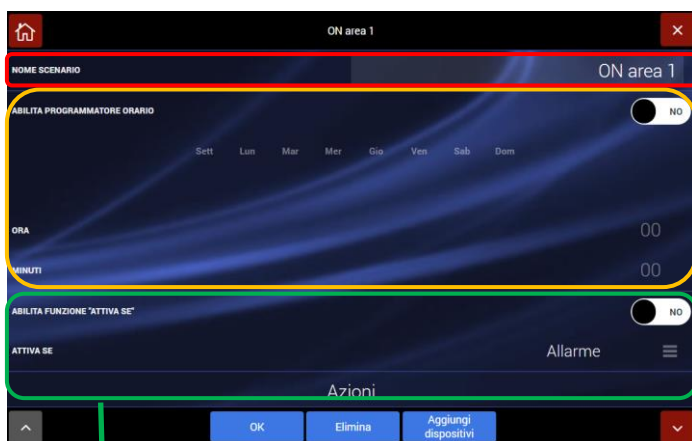 ON area 1
NOME SCENARIO
ON area 1
ABILITA PROGRAMMATORE ORARIO
NO
Sett Lun Mar Mer Gio Ven Sab Dom
ORA
00
MINUTI
00
ABILITA FUNZIONE "ATTIVA SE"
NO
ATTIVA SE
Allarme
Azioni
OK
Elimina
Aggiungi
dispositivi